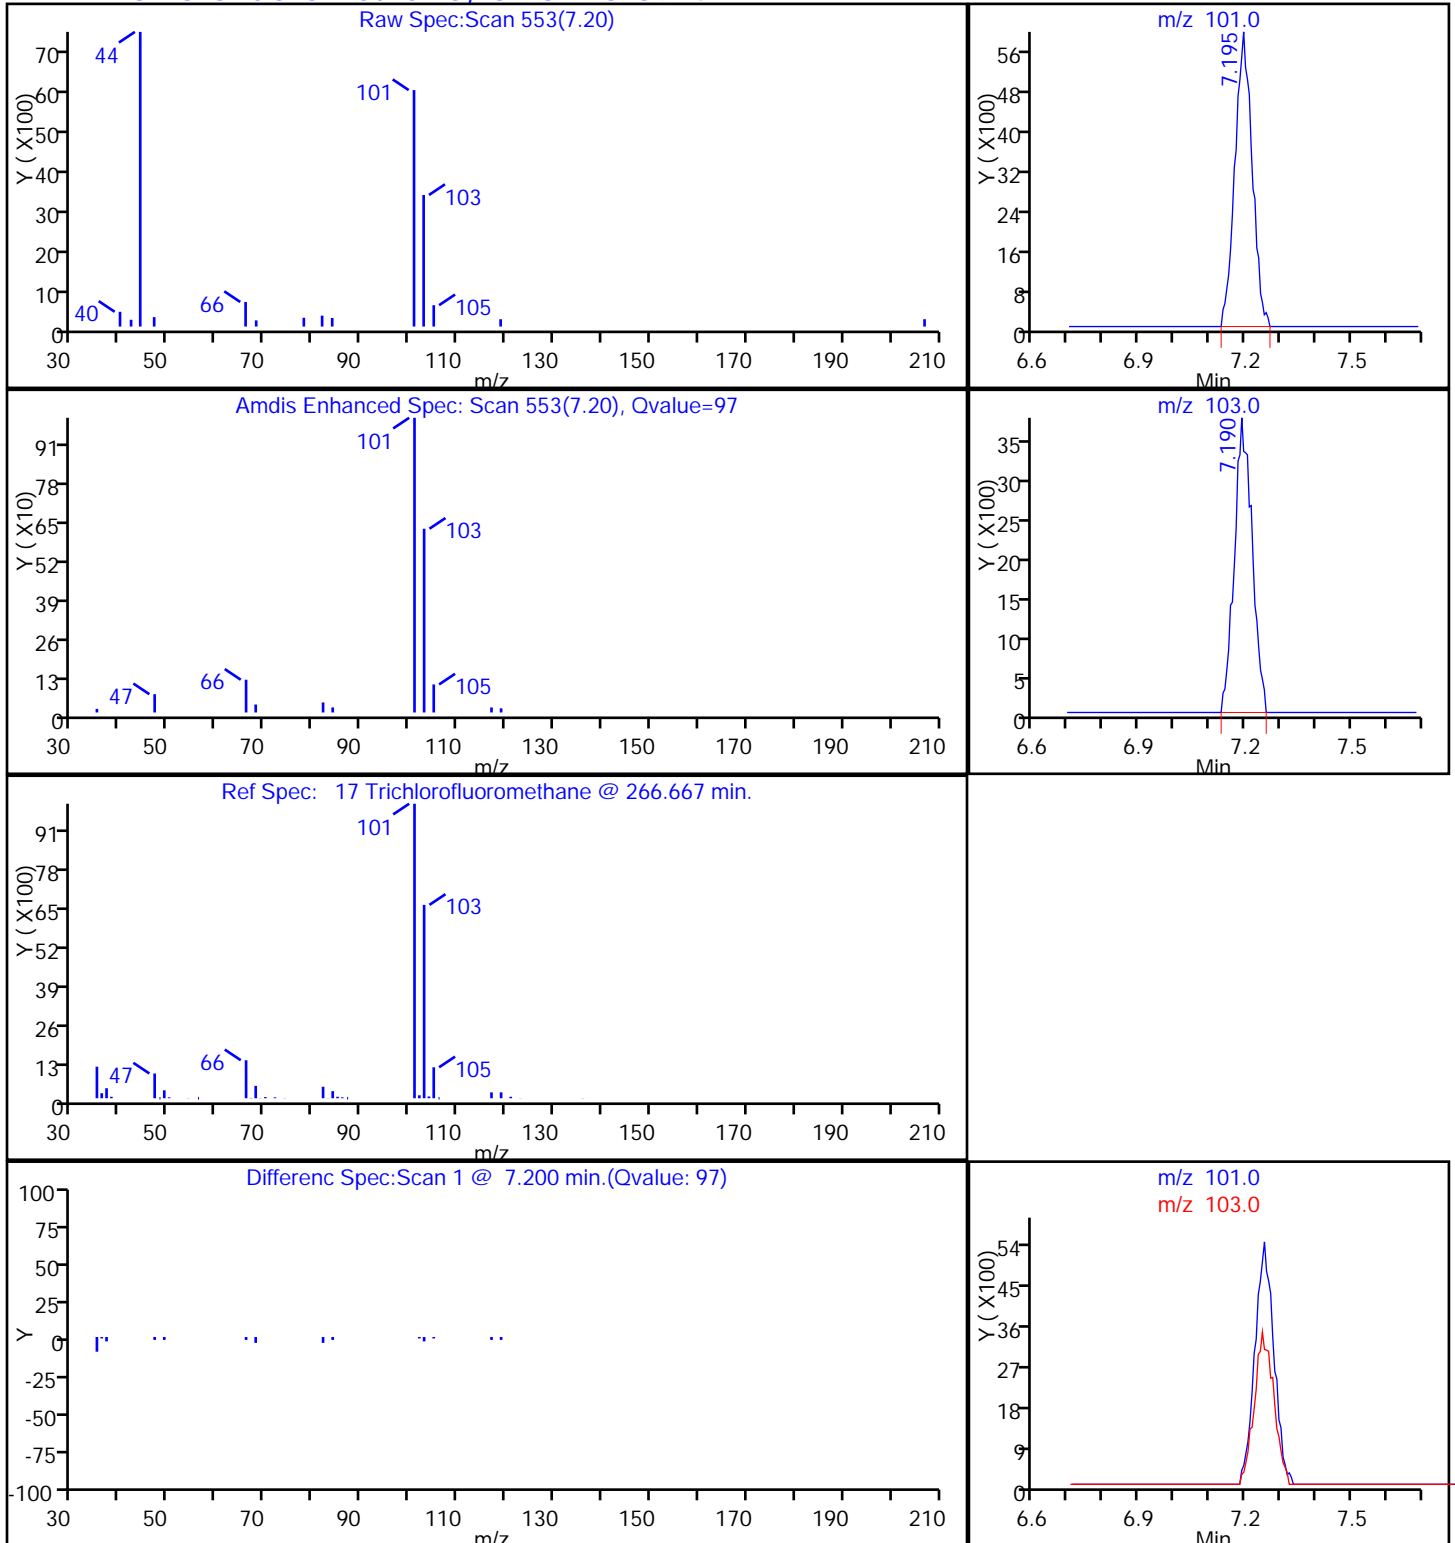 Raw Spec:Scan 553(7.20)
Y ( X100)
70
60
50
40
30
20
10
0
44
101
103
40
66
105
30 50 70 90 110 130 150 170 190 210
m/z
m/z 101.0
Y ( X100)
56
48
40
32
24
16
8
0
7.195
6.6 6.9 7.2 7.5
Min
Amdis Enhanced Spec: Scan 553(7.20), Qvalue=97
Y ( X10)
91
78
65
52
39
26
13
0
101
103
47
66
105
30 50 70 90 110 130 150 170 190 210
m/z
m/z 103.0
Y ( X100)
35
30
25
20
15
10
5
0
7.190
6.6 6.9 7.2 7.5
Min
Ref Spec: 17 Trichlorofluoromethane @ 266.667 min.
Y ( X100)
91
78
65
52
39
26
13
0
101
103
47
66
105
30 50 70 90 110 130 150 170 190 210
m/z
Differenc Spec:Scan 1 @ 7.200 min.(Qvalue: 97)
Y
100
75
50
25
0
-25
-50
-75
-100
30 50 70 90 110 130 150 170 190 210
m/z
m/z 101.0
m/z 103.0
Y ( X100)
54
45
36
27
18
9
0
6.6 6.9 7.2 7.5
Min